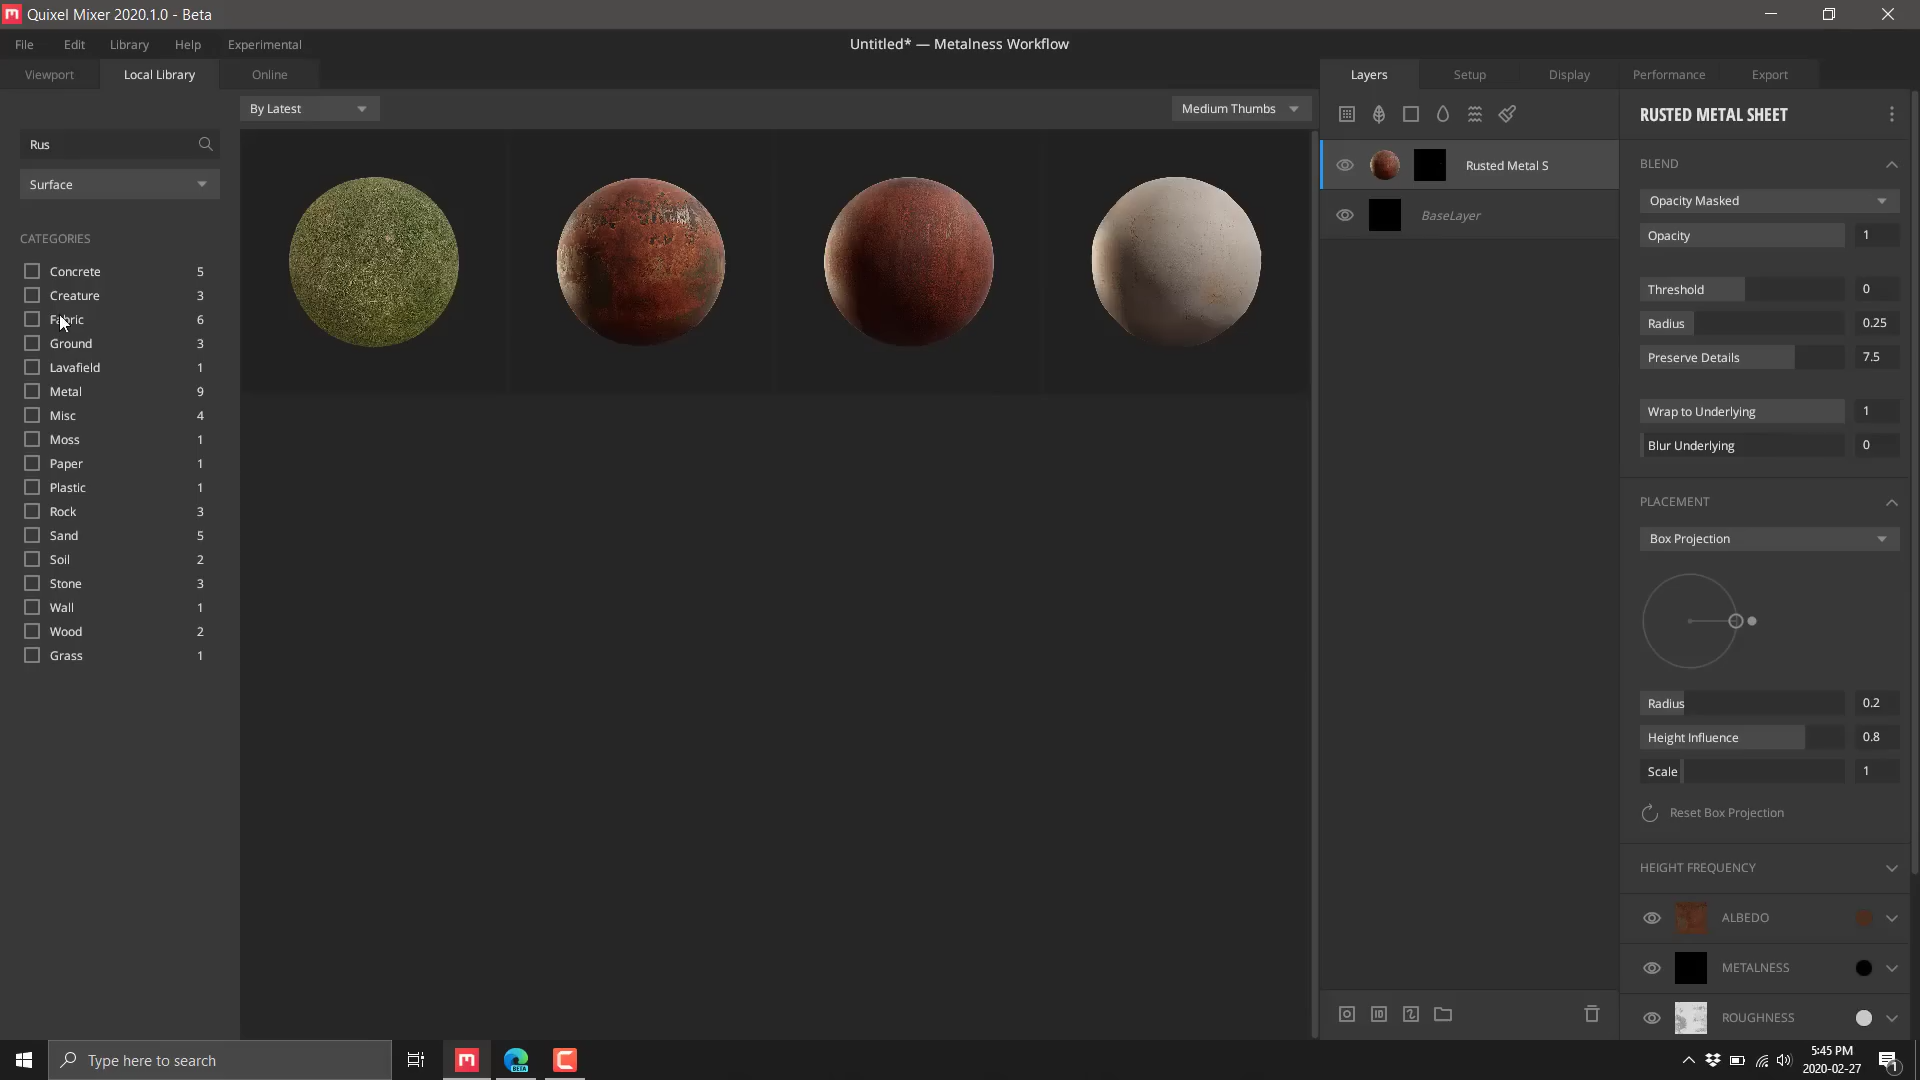 Quixel Mixer 2020.1.0 - Beta
File Edit Library Help Experimental
Untitled* — Metalness Workflow
Viewport Local Library Online
Layers Setup Display Performance Export
By Latest
Medium Thumbs
Rus
Surface
CATEGORIES
Concrete 5
Creature 3
Fabric 6
Ground 3
Lavafield 1
Metal 9
Misc 4
Moss 1
Paper 1
Plastic 1
Rock 3
Sand 5
Soil 2
Stone 3
Wall 1
Wood 2
Grass 1
Rusted Metal S
BaseLayer
RUSTED METAL SHEET
BLEND
Opacity Masked
Opacity 1
Threshold 0
Radius 0.25
Preserve Details 7.5
Wrap to Underlying 1
Blur Underlying 0
PLACEMENT
Box Projection
Radius 0.2
Height Influence 0.8
Scale 1
Reset Box Projection
HEIGHT FREQUENCY
ALBEDO
METALNESS
ROUGHNESS
Type here to search
BETA
5:45 PM
2020-02-27
1